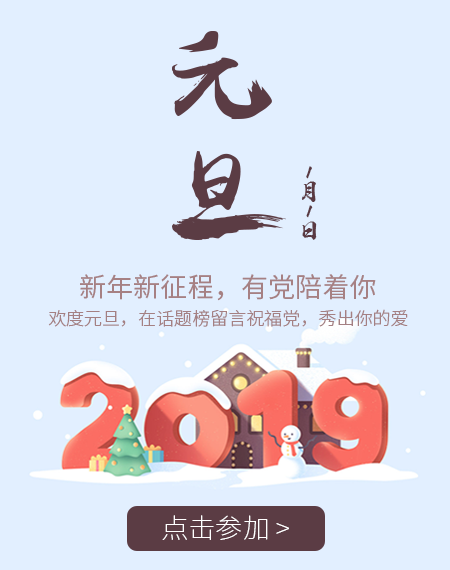 元
旦
1月1日
新年新征程，有党陪着你
欢度元旦，在话题榜留言祝福党，秀出你的爱
2019
点击参加 >